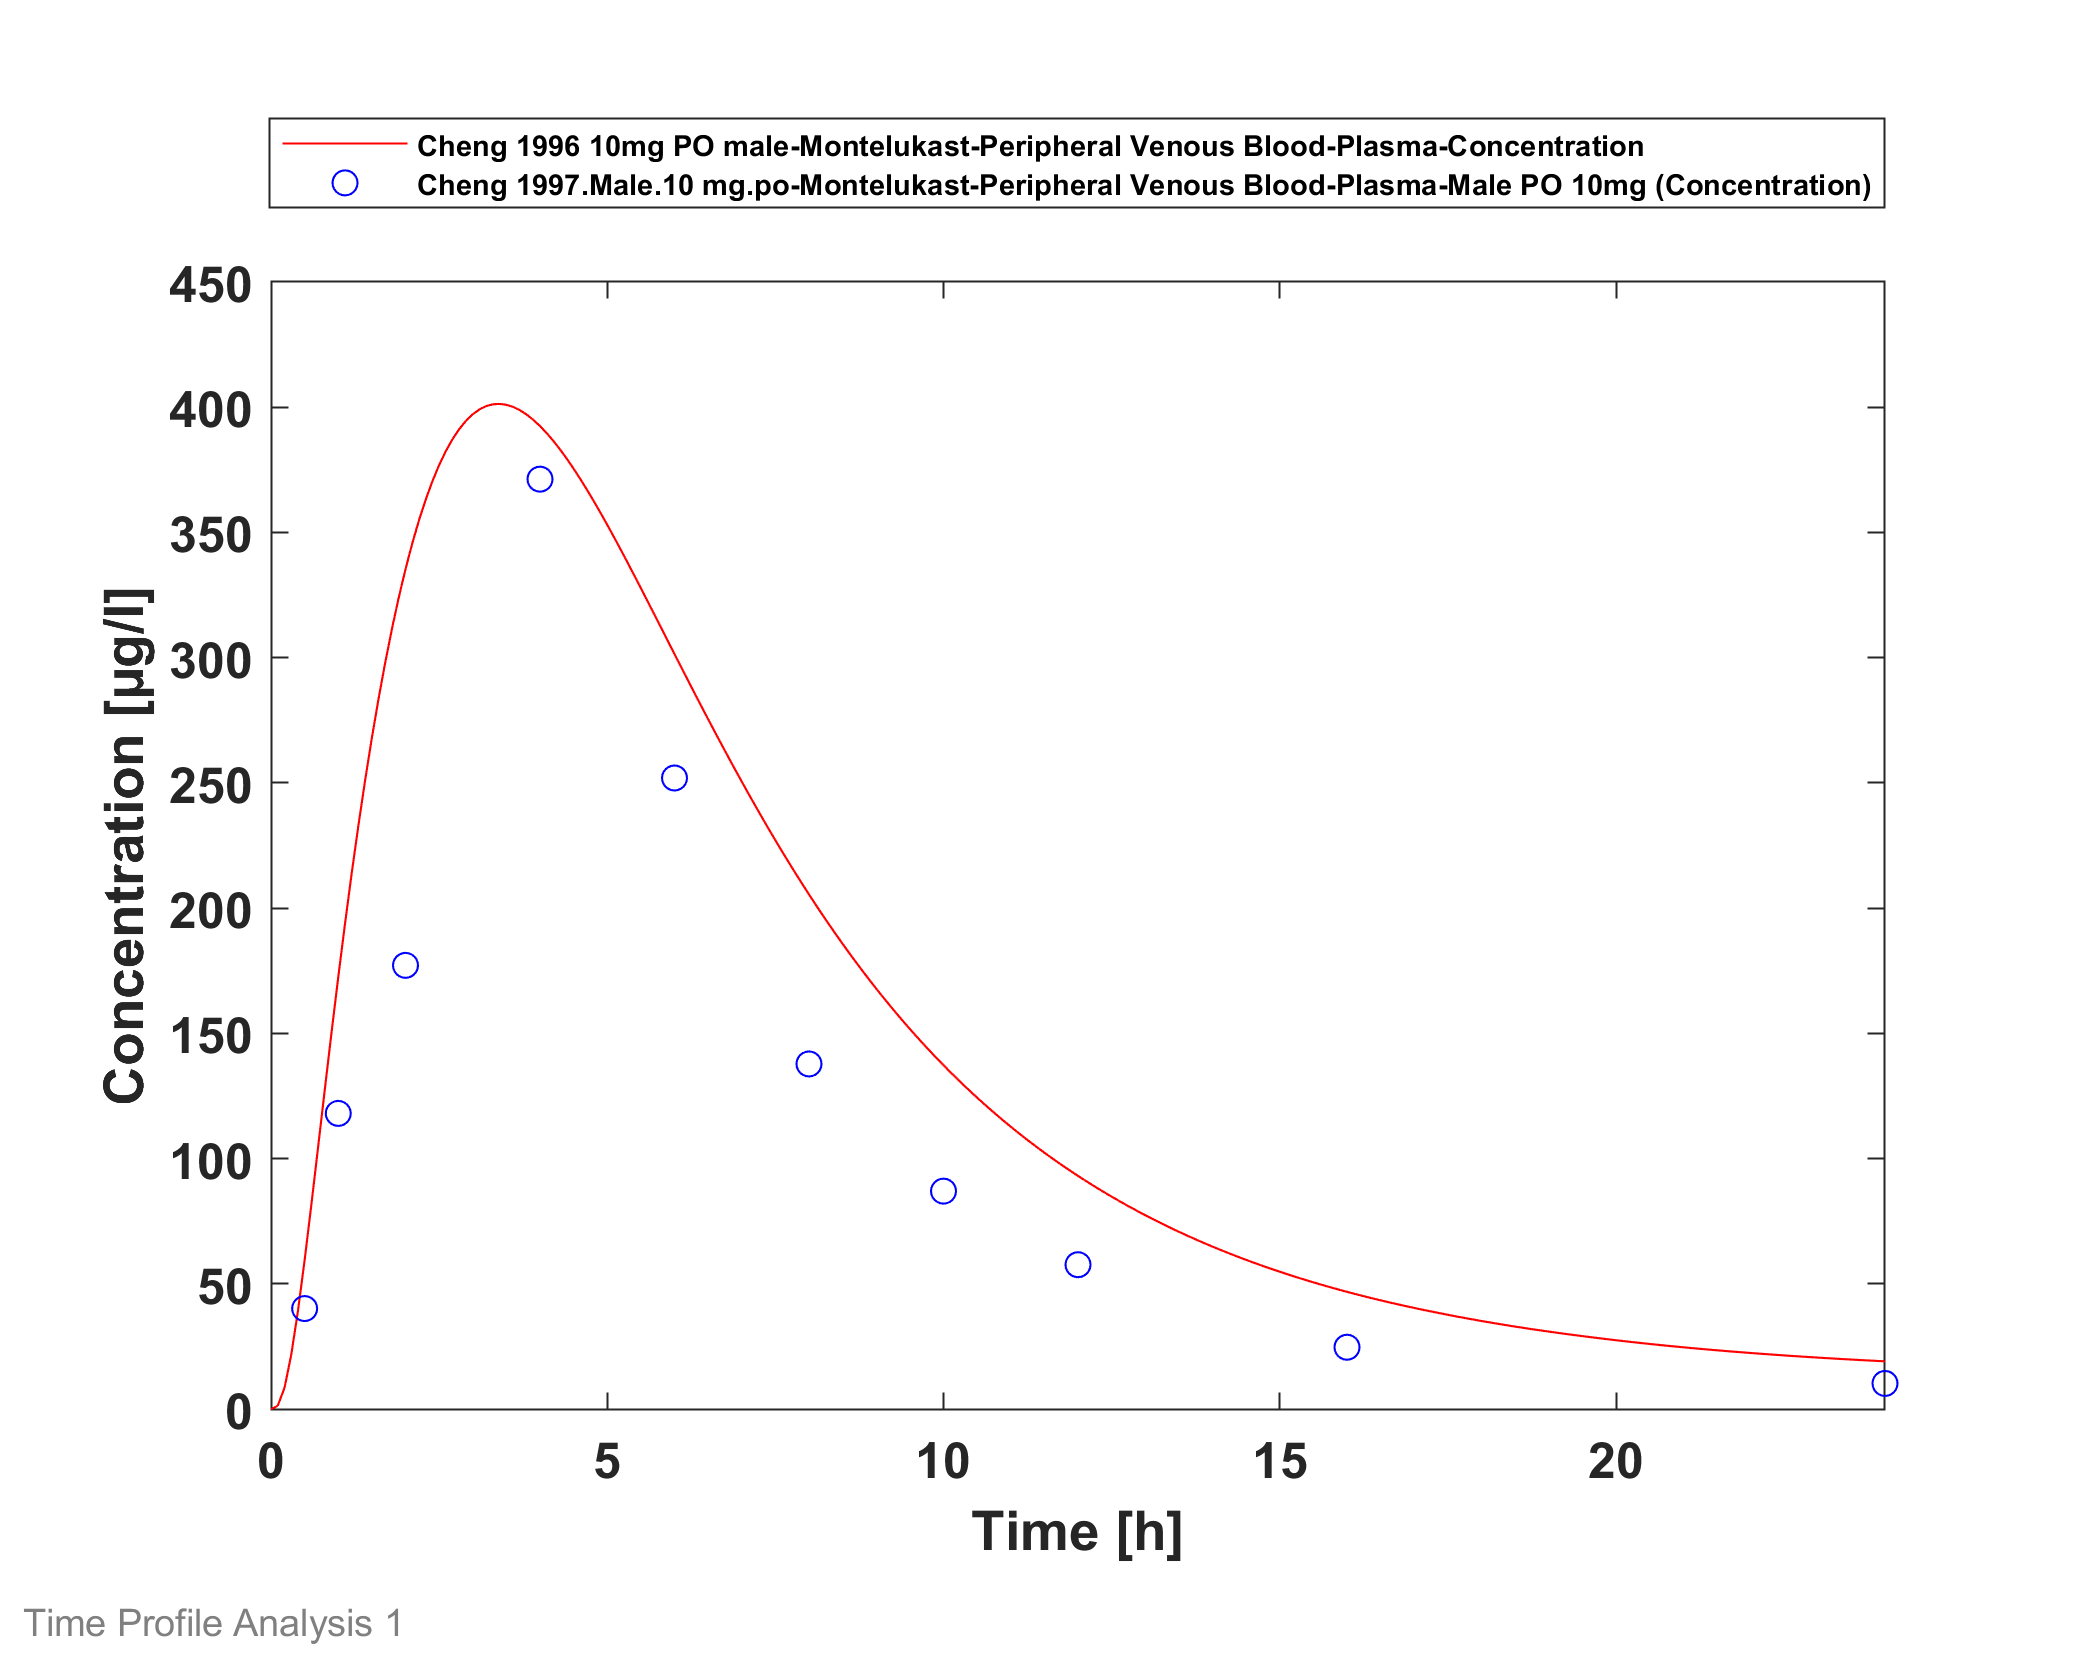 Cheng 1996 10mg PO male-Montelukast-Peripheral Venous Blood-Plasma-Concentration
Cheng 1997.Male.10 mg.po-Montelukast-Peripheral Venous Blood-Plasma-Male PO 10mg (Concentration)
450
400
350
300
250
200
150
100
50
0
Concentration [µg/l]
0 5 10 15 20
Time [h]
Time Profile Analysis 1